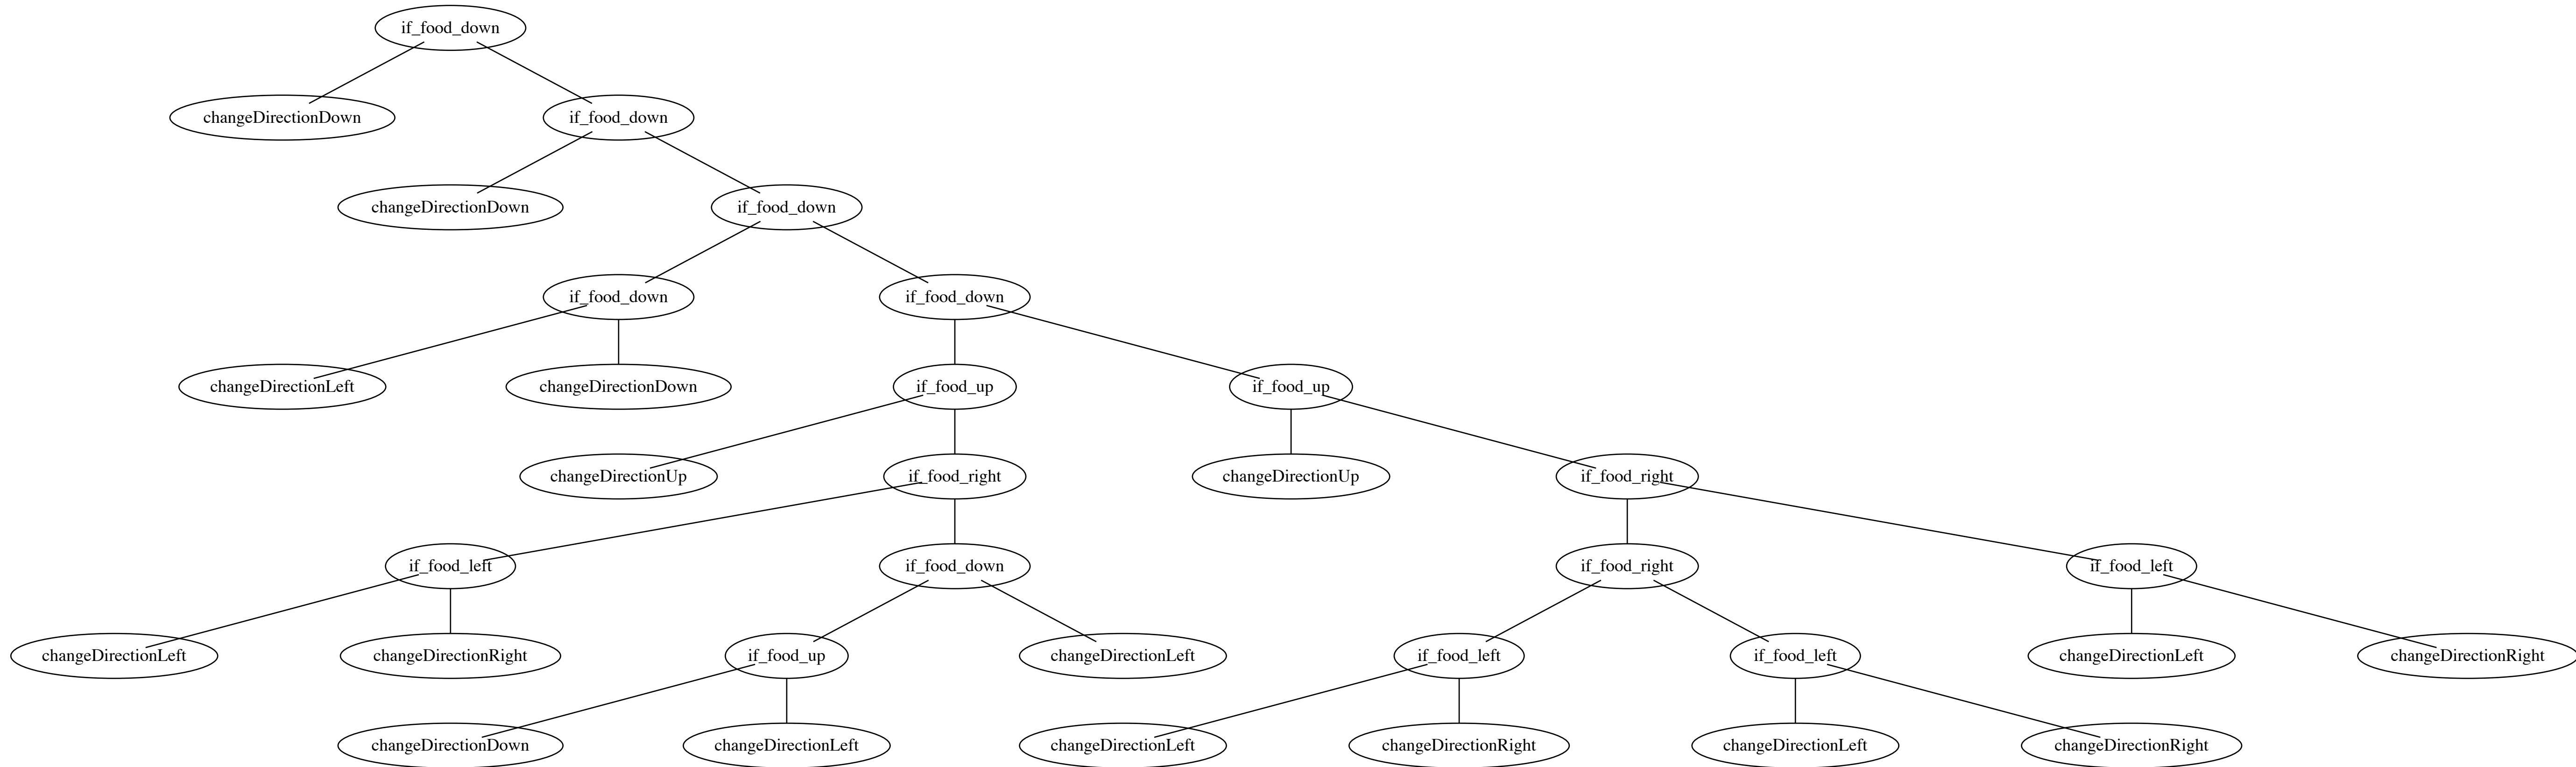 if_food_down
changeDirectionDown
if_food_down
changeDirectionDown
if_food_down
if_food_down
if_food_down
changeDirectionLeft
changeDirectionDown
if_food_up
if_food_up
changeDirectionUp
if_food_right
changeDirectionUp
if_food_right
if_food_left
if_food_down
if_food_right
if_food_left
changeDirectionLeft
changeDirectionRight
if_food_up
changeDirectionLeft
if_food_left
if_food_left
changeDirectionLeft
changeDirectionRight
changeDirectionDown
changeDirectionLeft
changeDirectionLeft
changeDirectionRight
changeDirectionLeft
changeDirectionRight